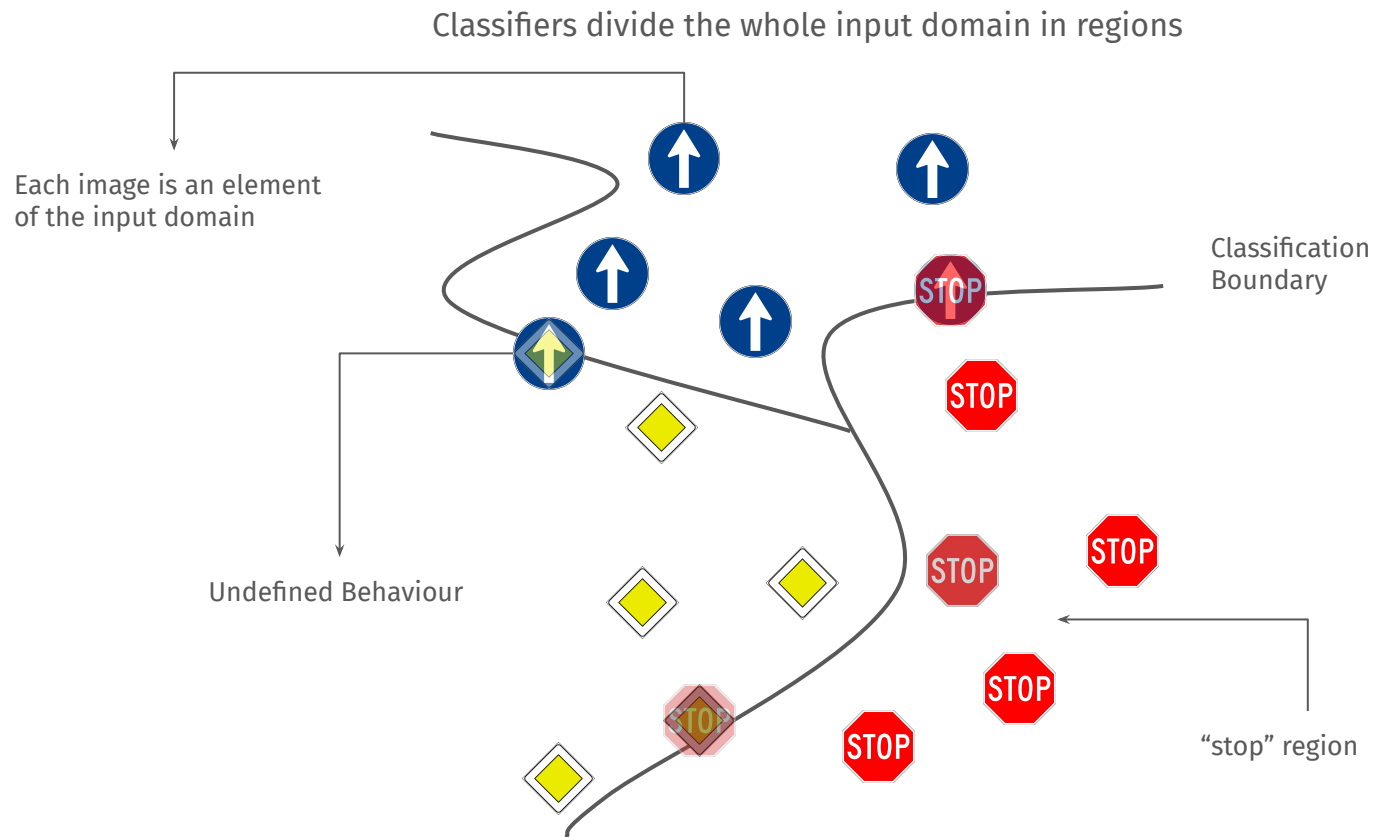 Classifiers divide the whole input domain in regions
Each image is an element
of the input domain
Classification
Boundary
STOP
STOP
STOP
STOP
Undefined Behaviour
STOP
STOP
STOP
"stop" region